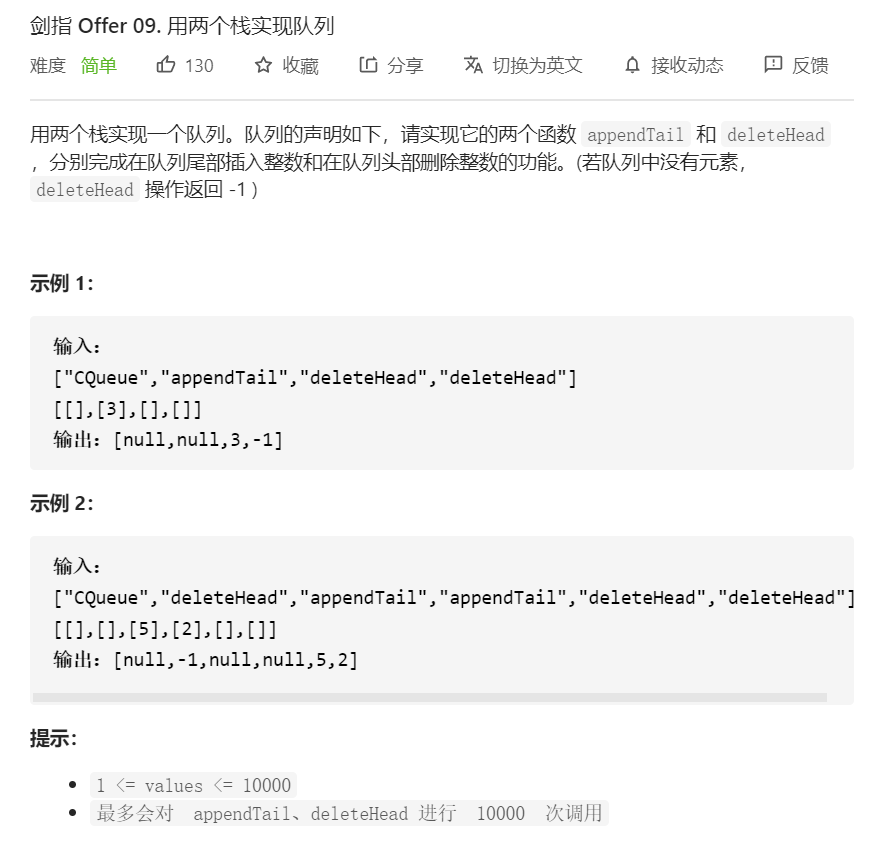 剑指 Offer 09. 用两个栈实现队列
难度 简单 130 收藏 分享 切换为英文 接收动态 反馈
用两个栈实现一个队列。队列的声明如下，请实现它的两个函数 appendTail 和 deleteHead
，分别完成在队列尾部插入整数和在队列头部删除整数的功能。(若队列中没有元素，
deleteHead 操作返回 -1 )
示例 1：
输入：
["CQueue","appendTail","deleteHead","deleteHead"]
[[],[3],[],[]]
输出：[null,null,3,-1]
示例 2：
输入：
["CQueue","deleteHead","appendTail","appendTail","deleteHead","deleteHead"]
[[],[],[5],[2],[],[]]
输出：[null,-1,null,null,5,2]
提示：
1 <= values <= 10000
最多会对 appendTail、deleteHead 进行 10000 次调用